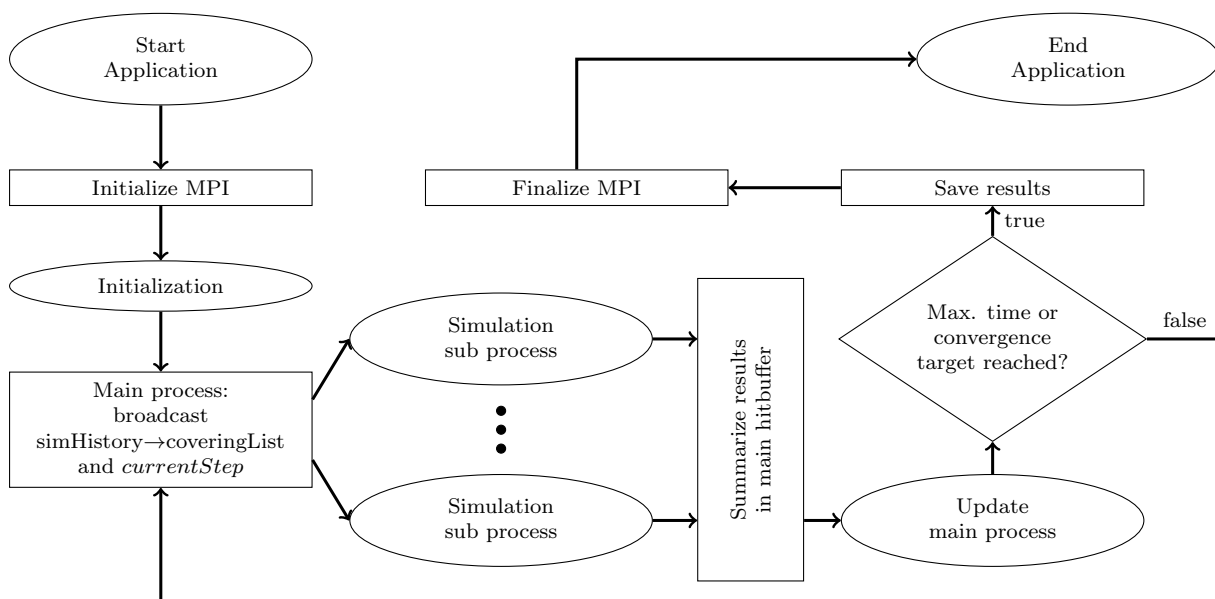 Start
Application
End
Application
Initialize MPI
Finalize MPI
Save results
true
Initialization
Max. time or
convergence
target reached?
false
Main process:
broadcast
simHistory→coveringList
and currentStep
Simulation
sub process
Simulation
sub process
Summarize results
in main hitbuffer
Update
main process